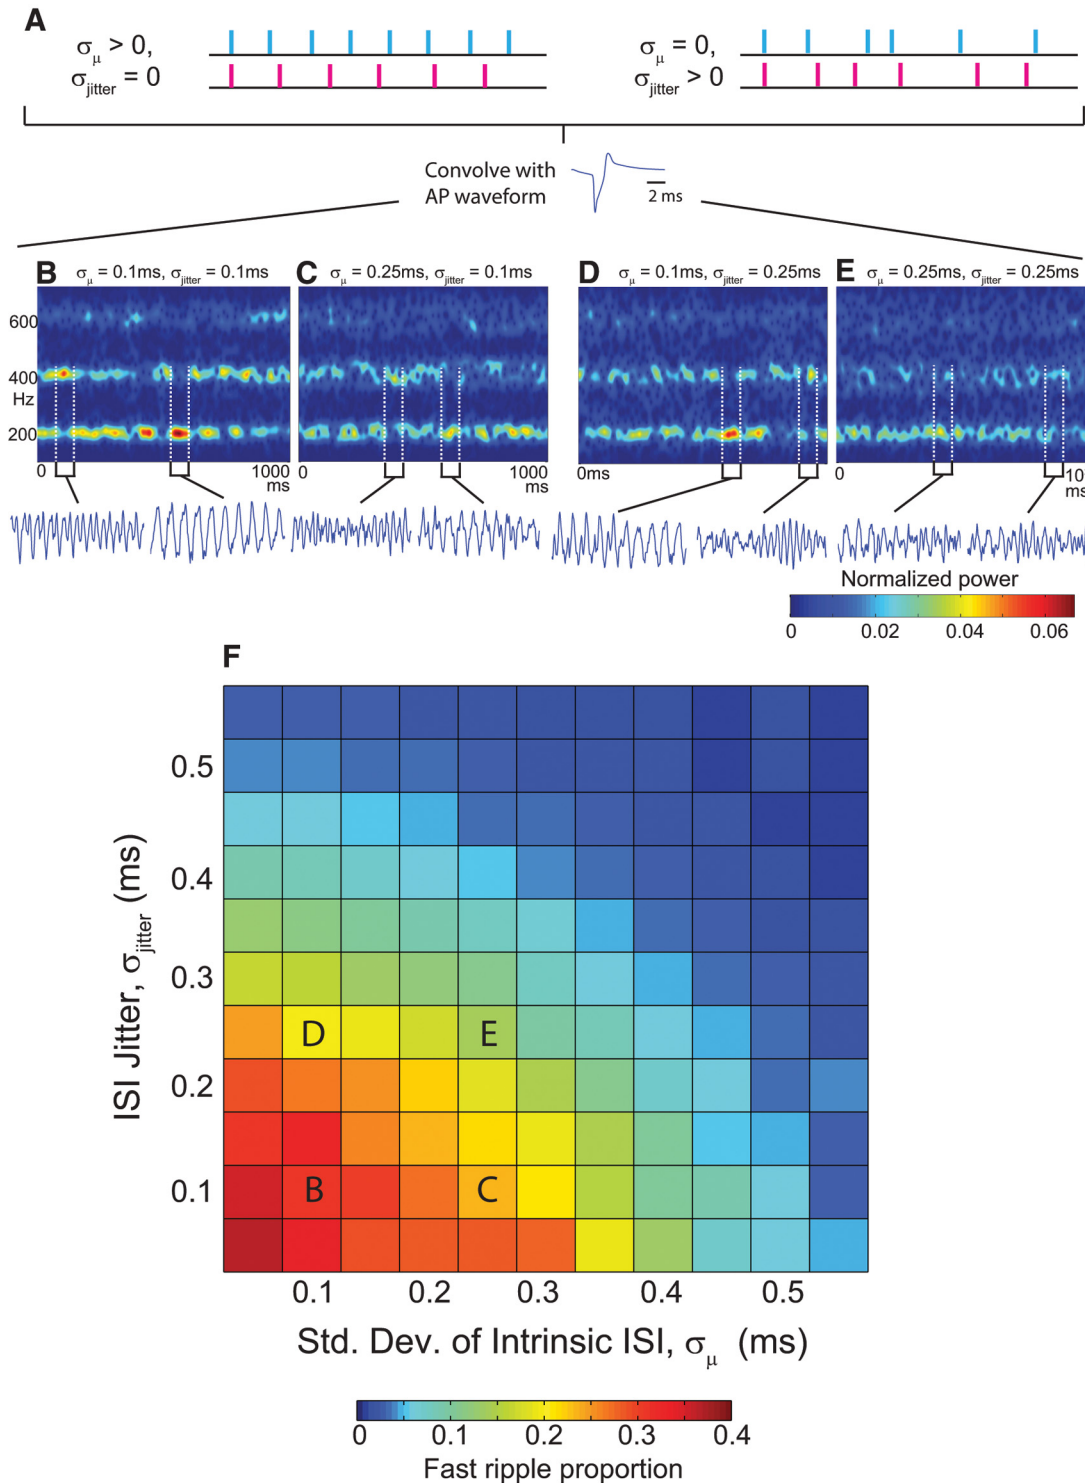 A
σμ > 0,
σjitter = 0
σμ = 0,
σjitter > 0
Convolve with
AP waveform
2 ms
B
σμ = 0.1ms, σjitter = 0.1ms
C
σμ = 0.25ms, σjitter = 0.1ms
D
σμ = 0.1ms, σjitter = 0.25ms
E
σμ = 0.25ms, σjitter = 0.25ms
600
400
Hz
200
0
1000
ms
0
1000
ms
0ms
0
10
ms
Normalized power
0
0.02
0.04
0.06
F
ISI Jitter, σjitter (ms)
0.5
0.4
0.3
0.2
0.1
D
E
B
C
0.1
0.2
0.3
0.4
0.5
Std. Dev. of Intrinsic ISI, σμ (ms)
0
0.1
0.2
0.3
0.4
Fast ripple proportion